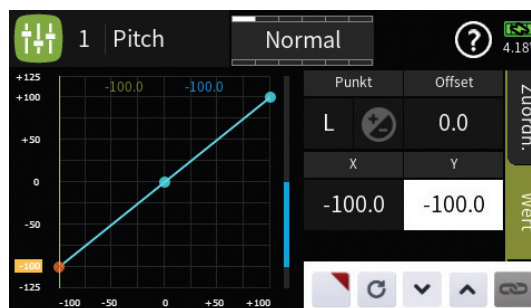 1 Pitch Normal ? 4.18
+125 -100.0 -100.0 Punkt Offset
+100
L 0.0
+50
X Y
0
-100.0 -100.0
-50
-100
-125
-100 -50 0 +50 +100
Zuordn.
Wert